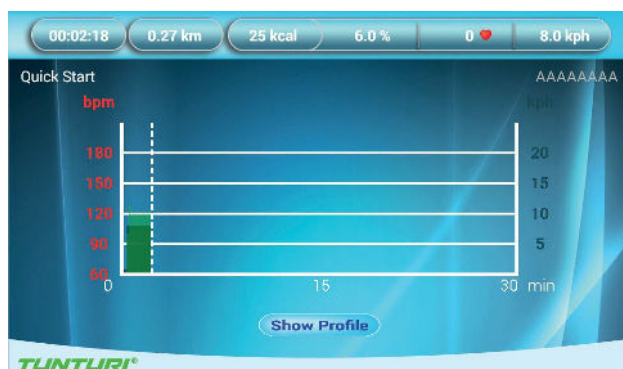 00:02:18 0.27 km 25 kcal 6.0 % 0 8.0 kph
Quick Start AAAAAAAA
bpm kph
180 20
150 15
120 10
90 5
60
0 15 30 min
Show Profile
TUNTURI®